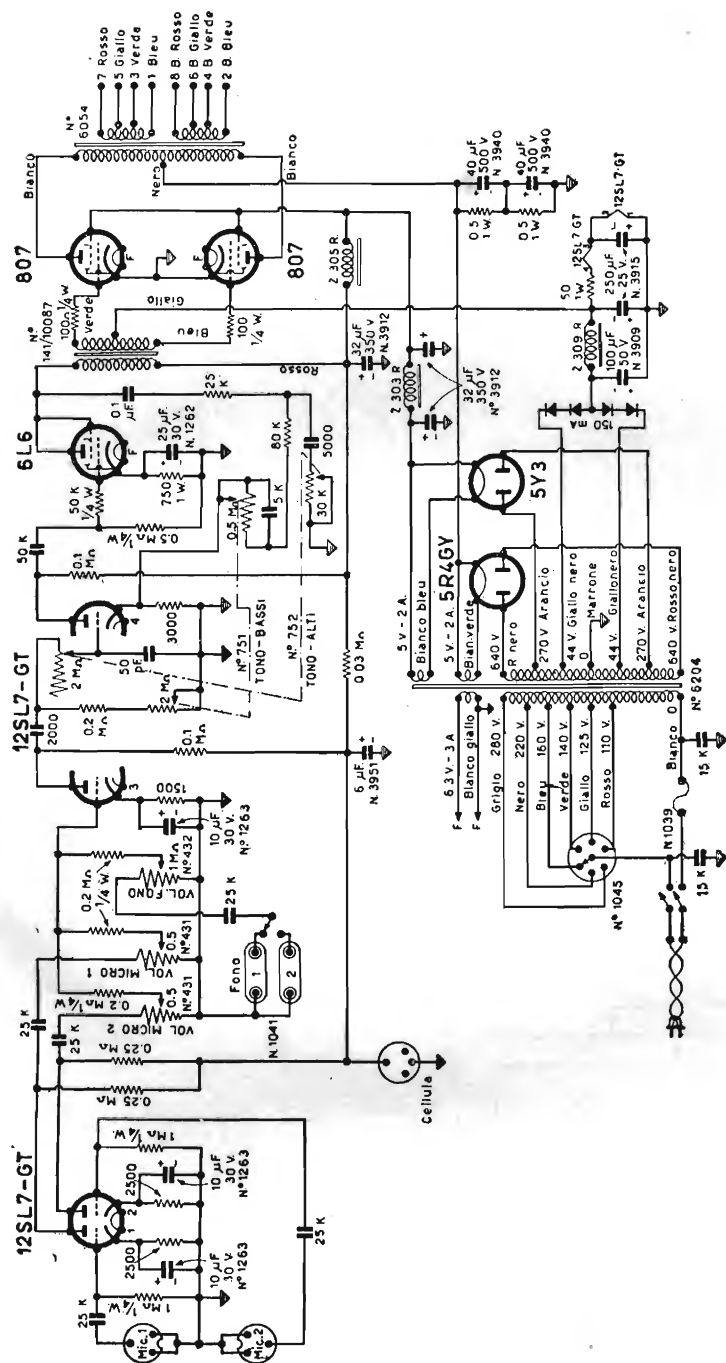 12SL7-GT
25 K
Mic.1
Mic.2
1 MΩ
¼ W.
2500
10 µF
30 V.
N° 1263
1
2
2500
10 µF
30 V.
N° 1263
1 MΩ
¼ W.
25 K
0.25 MΩ
0.25 MΩ
25 K
25 K
Cellula
VOL. MICRO 2
0.5
N° 431
0.2 MΩ ¼ W.
VOL. MICRO 1
0.5
N° 431
0.2 MΩ
¼ W.
VOL. FONO
1 MΩ
N° 432
Fono
1
2
N. 1041
25 K
12SL7-GT
3
1500
10 µF
30 V.
N° 1263
6 µF.
N. 3951
0.1 MΩ
2000
0.2 MΩ
2 MΩ
2 MΩ
50 pF
4
3000
N° 751
TONO-BASSI
N° 752
TONO-ALTI
0.03 MΩ
0.1 MΩ
50 K
0.5 MΩ ¼ W
50 K
¼ W
6L6
F
750
1 W.
25 µF
30 V.
N. 1262
0.5 MΩ
5 K
80 K
30 K
5000
0.1 µF
25 K
N° 141/10087
Rosso
32 µF
350 V
N. 3912
Verde
100
¼ W.
Giallo
Bleu
100
¼ W.
807
F
807
F
Z 305 R.
Bianco
Nero
Bianco
N° 6054
7 Rosso
5 Giallo
3 Verde
1 Bleu
8 B. Rosso
6 B Giallo
4 B Verde
2 B. Bleu
40 µF
500 V
N 3940
40 µF
500 V
N 3940
0.5
1 W.
0.5
1 W.
N° 1045
N 1039
15 K
15 K
F
F
6.3 V. - 3 A
Bianco giallo
Grigio 280 V.
Nero 220 V.
Bleu 160 V.
Verde 140 V.
Giallo 125 V.
Rosso 110 V.
Bianco 0
N° 6204
5 V - 2 A.
Bianco bleu
5 V. - 2 A.
Bian.verde
640 V
R nero
270 V Arancio
44 V. Giallo nero
0 Marrone
44 V. Giallonero
270 V. Arancio
640 V. Rosso nero
5R4GY
5Y3
Z 303 R
32 µF
350 V
N° 3912
150 mA
Z 309 R
100 µF
50 V
N. 3909
50
1 W
250 µF
25 V.
N. 3915
12SL7 GT
12SL7-GT